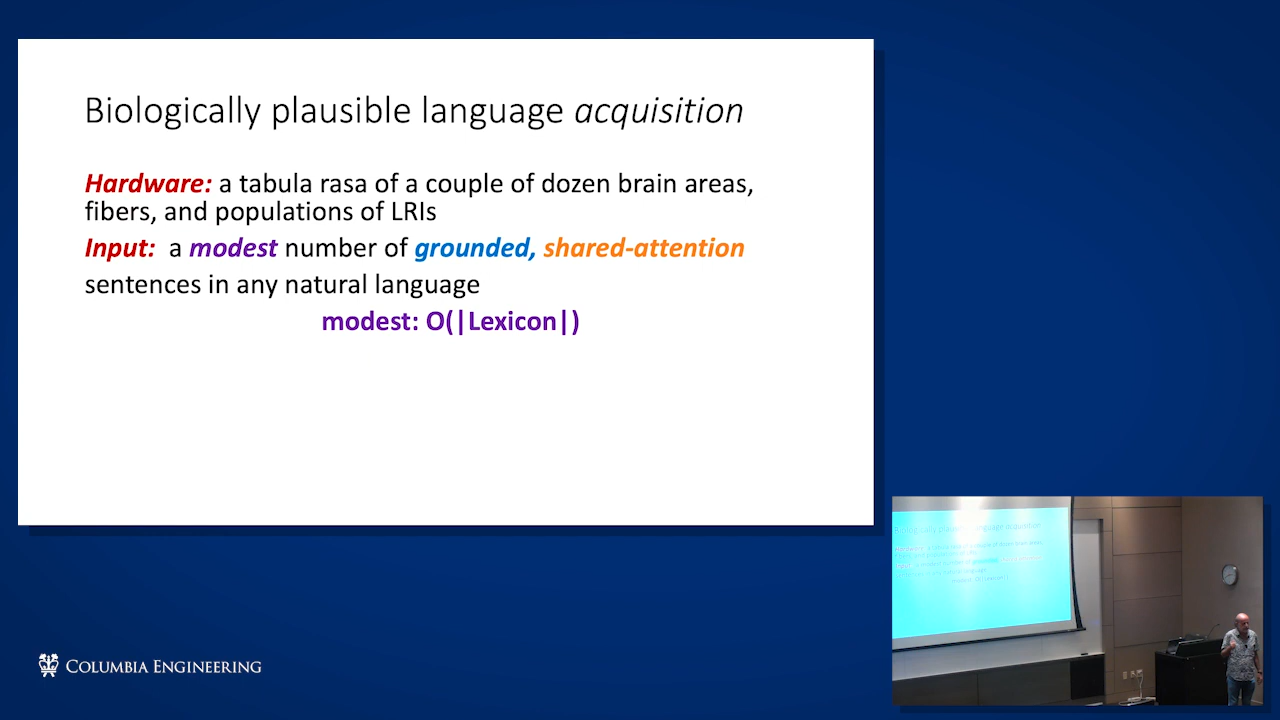 Biologically plausible language acquisition
Hardware: a tabula rasa of a couple of dozen brain areas,
fibers, and populations of LRIs
Input: a modest number of grounded, shared-attention
sentences in any natural language
modest: O(|Lexicon|)
COLUMBIA ENGINEERING